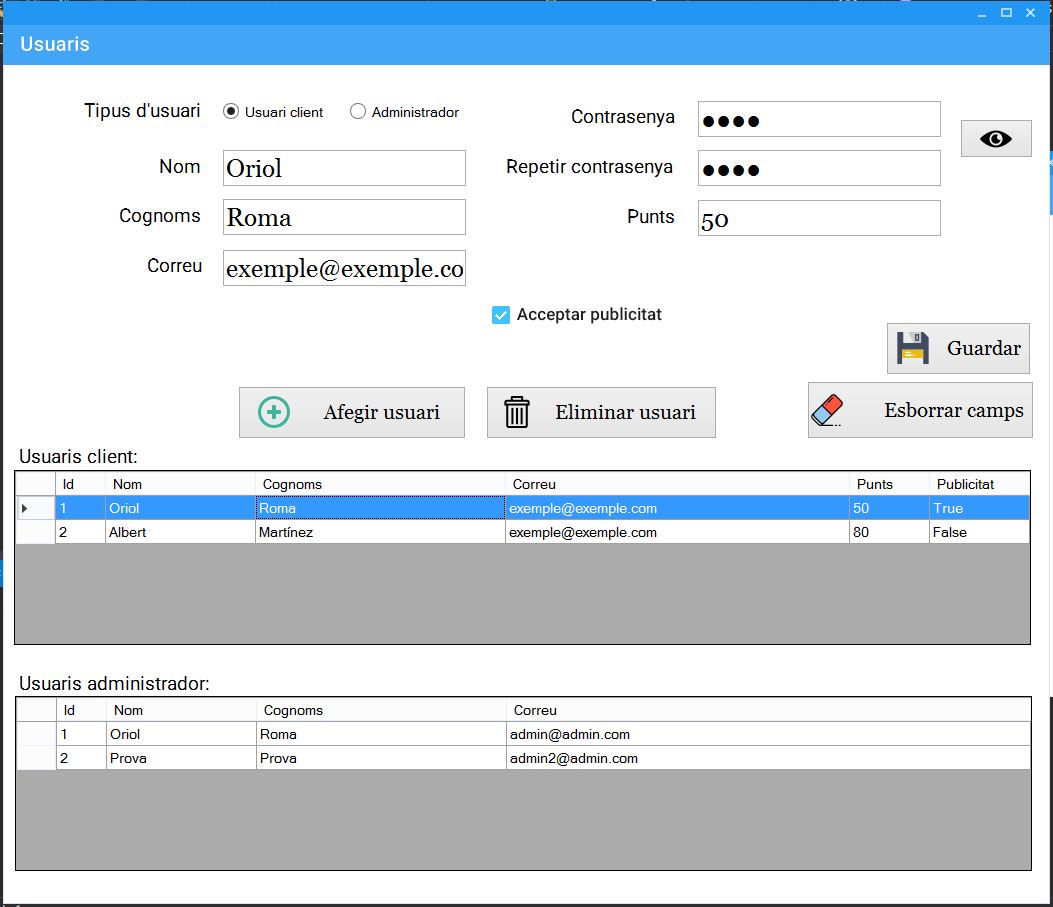 Usuaris
Tipus d'usuari Usuari client Administrador
Contrasenya ●●●●
Nom Oriol
Repetir contrasenya ●●●●
Cognoms Roma
Punts 50
Correu exemple@exemple.co
Acceptar publicitat
Guardar
Afegir usuari Eliminar usuari Esborrar camps
Usuaris client:
Id Nom Cognoms Correu Punts Publicitat
1 Oriol Roma exemple@exemple.com 50 True
2 Albert Martínez exemple@exemple.com 80 False
Usuaris administrador:
Id Nom Cognoms Correu
1 Oriol Roma admin@admin.com
2 Prova Prova admin2@admin.com